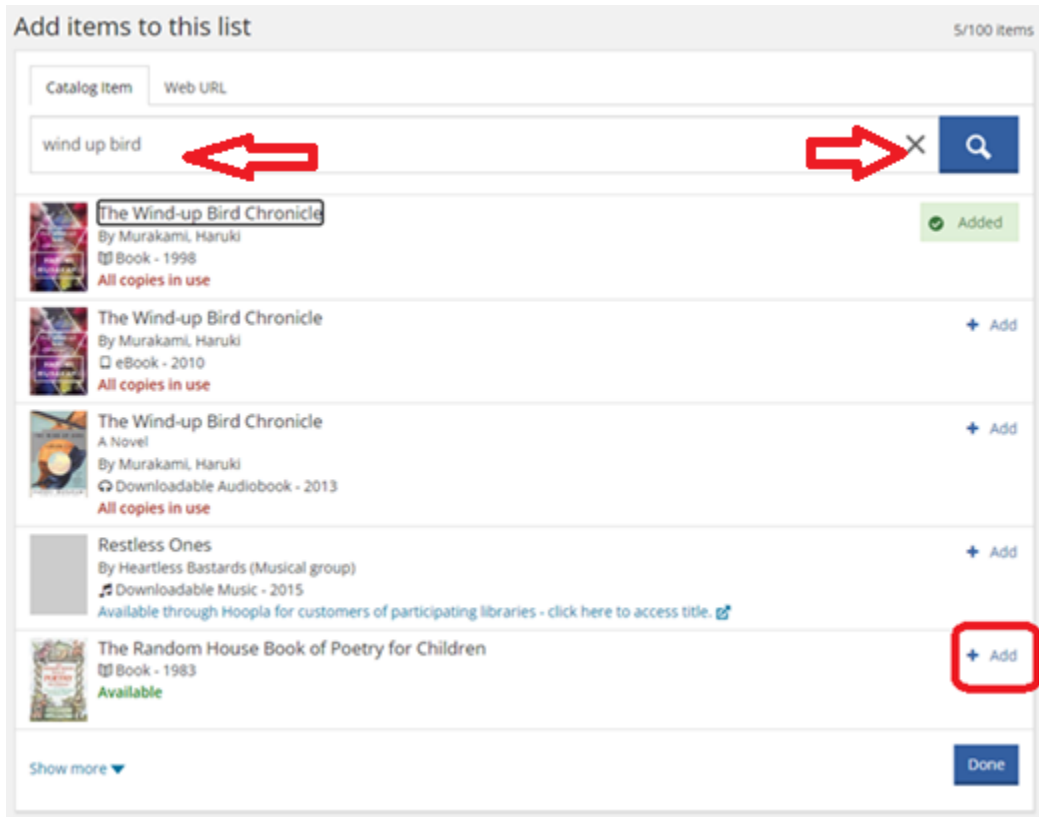 Add items to this list
5/100 items
Catalog Item
Web URL
wind up bird
The Wind-up Bird Chronicle
By Murakami, Haruki
Book - 1998
All copies in use
Added
The Wind-up Bird Chronicle
By Murakami, Haruki
eBook - 2010
All copies in use
+ Add
The Wind-up Bird Chronicle
A Novel
By Murakami, Haruki
Downloadable Audiobook - 2013
All copies in use
+ Add
Restless Ones
By Heartless Bastards (Musical group)
Downloadable Music - 2015
Available through Hoopla for customers of participating libraries - click here to access title.
+ Add
The Random House Book of Poetry for Children
Book - 1983
Available
+ Add
Show more
Done